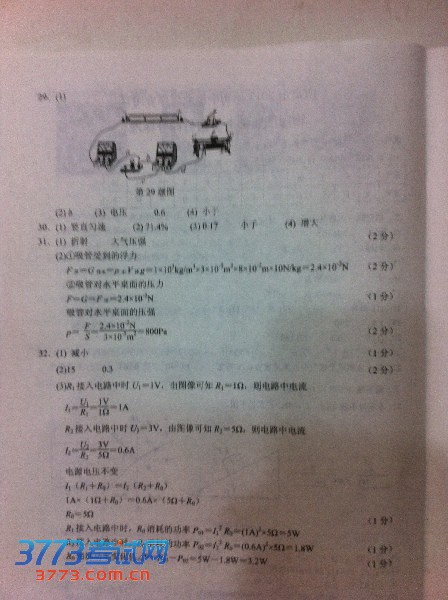 29. (1)
第29题图
(2) b (3) 电压 0.6 (4) 小于
30. (1) 竖直匀速 (2) 71.4% (3) 0.17 小于 (4) 增大
(2分)
31. (1) 折射 大气压强
(2)①吸管受到的浮力
F浮=G排水=ρ水V排g=1×10³kg/m³×3×10⁻⁵m²×8×10⁻²m×10N/kg=2.4×10⁻²N (2分)
②吸管对水平桌面的压力
F=G=F浮=2.4×10⁻²N (1分)
吸管对水平桌面的压强
p=F/S=2.4×10⁻²N/3×10⁻⁵m²=800Pa (2分)
32. (1) 减小 (1分)
(2)15 0.3 (2分)
(3)R₁接入电路中时 U₁=1V，由图像可知 R₁=1Ω，则电路中电流
I₁=U₁/R₁=1V/1Ω=1A
R₂接入电路中时 U₂=3V，由图像可知 R₂=5Ω，则电路中电流
I₂=U₂/R₂=3V/5Ω=0.6A
电源电压不变
I₁（R₁+R₀）=I₂（R₂+R₀）
1A×（1Ω+R₀）=0.6A×（5Ω+R₀）
R₀=5Ω
R₁接入电路中时，R₀消耗的功率 P₀₁=I₁²R₀=(1A)²×5Ω=5W (1分)
的功率 P₀₂=I₂²R₀=(0.6A)²×5Ω=1.8W (1分)
=5W－1.8W=3.2W (1分)
3773考试网
3773.com.cn